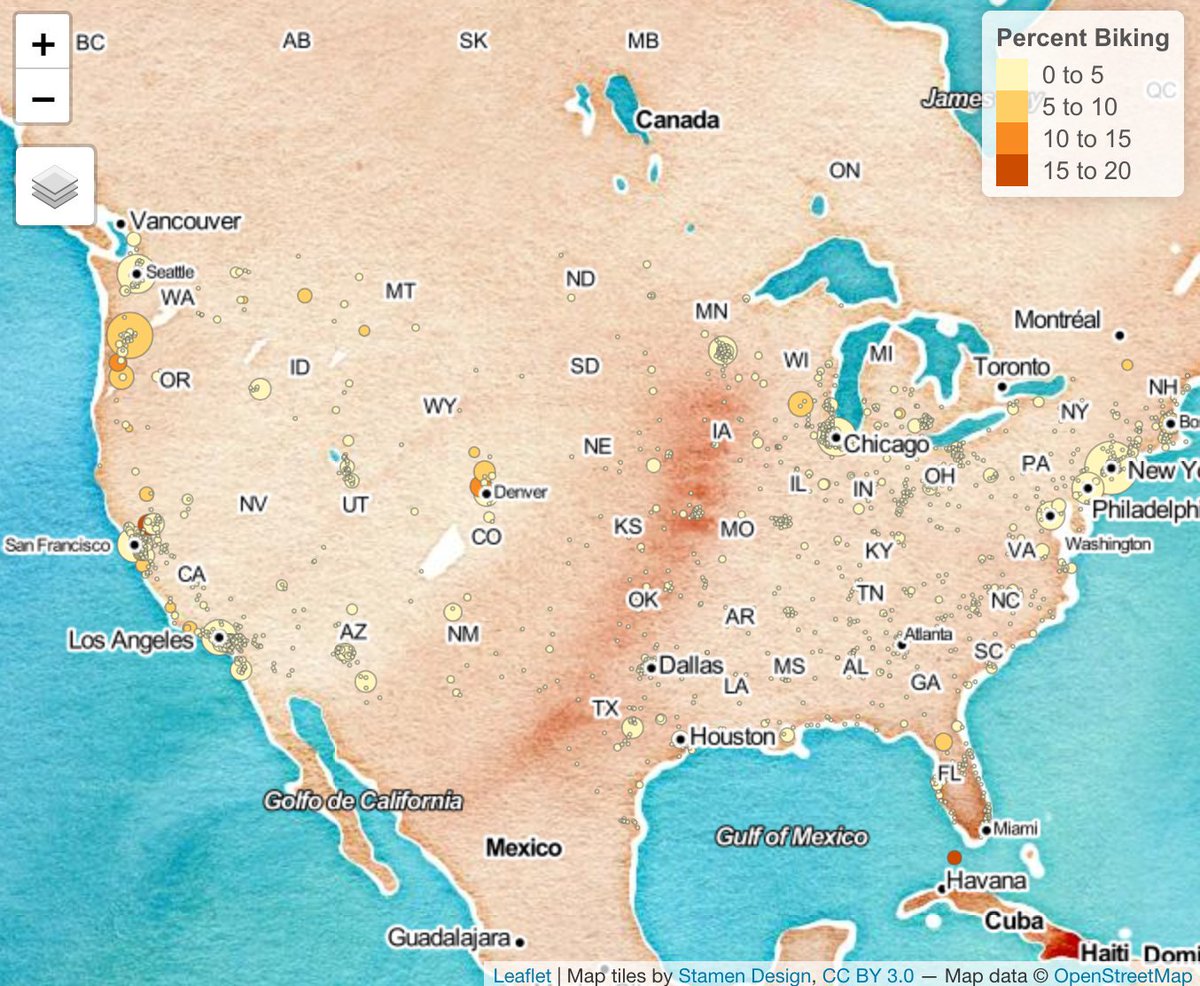 +
−
BC
AB
SK
MB
Percent Biking
0 to 5
5 to 10
10 to 15
15 to 20
James
QC
Canada
ON
Vancouver
Seattle
WA
MT
ND
MN
Montréal
OR
ID
SD
WI
MI
Toronto
NH
WY
NY
Bo
IA
NE
Chicago
New Yo
PA
OH
IL
IN
NV
UT
Denver
CO
KS
MO
Philadelphi
San Francisco
Washington
KY
VA
CA
OK
AR
TN
NC
Los Angeles
AZ
NM
Atlanta
SC
Dallas
MS
AL
GA
LA
TX
Houston
FL
Golfo de California
Gulf of Mexico
Miami
Mexico
Havana
Cuba
Guadalajara
Haiti
Domi
Leaflet | Map tiles by Stamen Design, CC BY 3.0 — Map data © OpenStreetMap